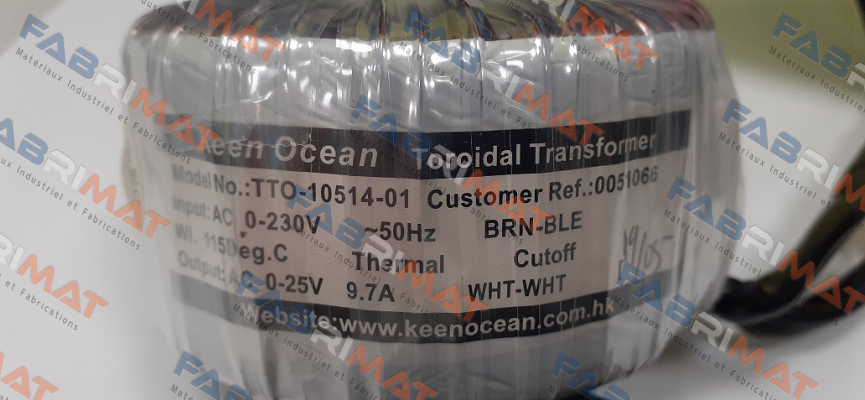 Keen Ocean Toroidal Transformer
Model No.:TTO-10514-01 Customer Ref.:0051066
Input: AC 0-230V ~50Hz BRN-BLE
WI. 115Deg.C Thermal Cutoff
Output: AC 0-25V 9.7A WHT-WHT
Website:www.keenocean.com.hk
FABRIMAT
Materiaux Industriel et Fabrications